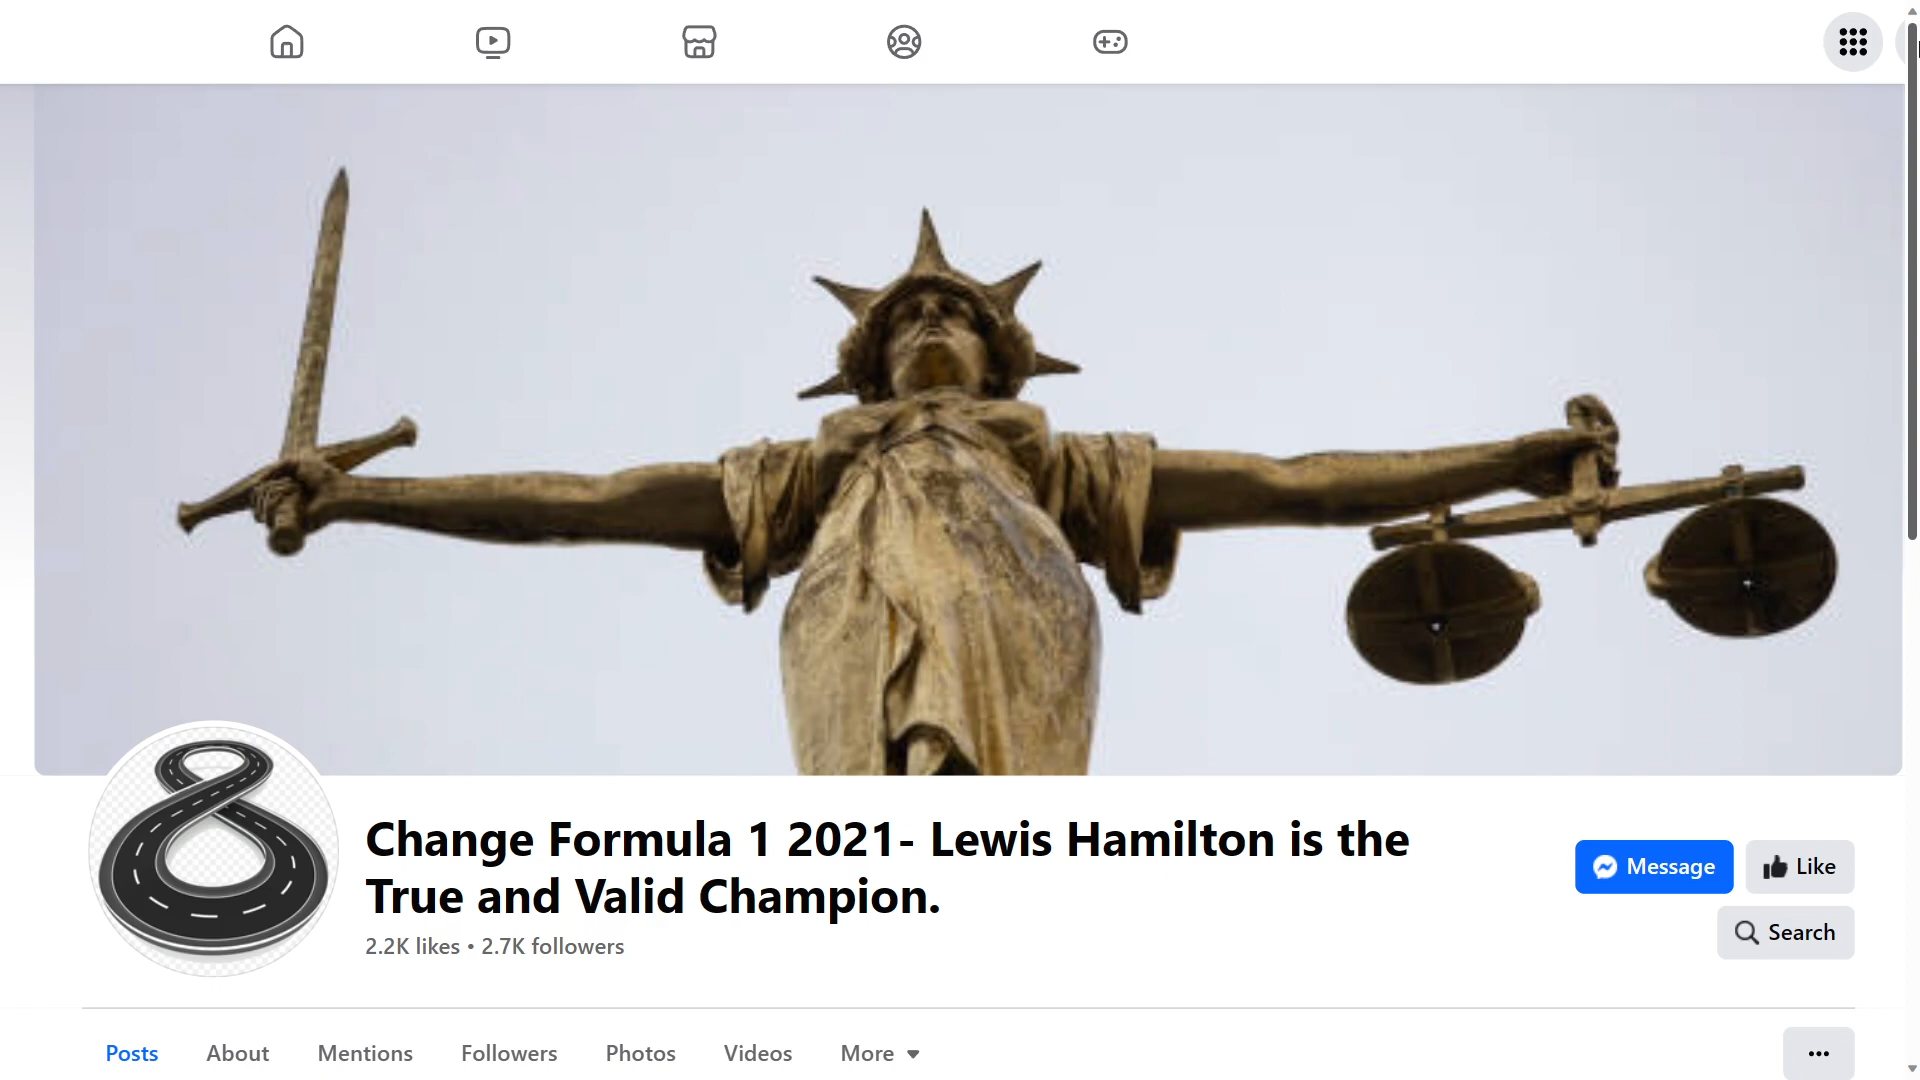 Change Formula 1 2021- Lewis Hamilton is the
True and Valid Champion.
2.2K likes • 2.7K followers
Message
Like
Search
Posts
About
Mentions
Followers
Photos
Videos
More